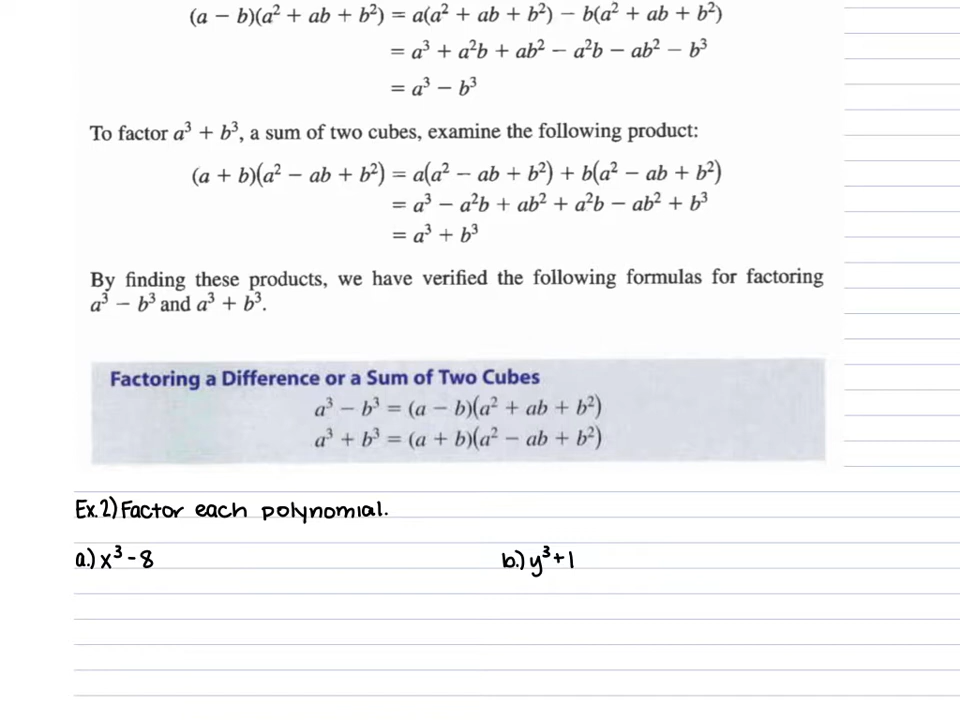 (a − b)(a² + ab + b²) = a(a² + ab + b²) − b(a² + ab + b²)
= a³ + a²b + ab² − a²b − ab² − b³
= a³ − b³
To factor a³ + b³, a sum of two cubes, examine the following product:
(a + b)(a² − ab + b²) = a(a² − ab + b²) + b(a² − ab + b²)
= a³ − a²b + ab² + a²b − ab² + b³
= a³ + b³
By finding these products, we have verified the following formulas for factoring
a³ − b³ and a³ + b³.
Factoring a Difference or a Sum of Two Cubes
a³ − b³ = (a − b)(a² + ab + b²)
a³ + b³ = (a + b)(a² − ab + b²)
Ex.2) Factor each polynomial.
a.) x³ - 8 b.) y³ + 1